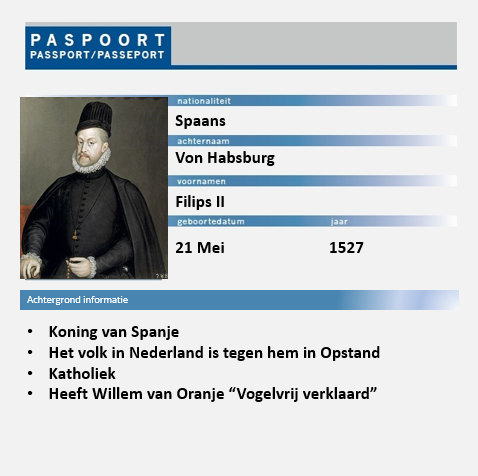 PASPOORT
PASSPORT/PASSEPORT
nationaliteit
Spaans
achternaam
Von Habsburg
voornamen
Filips II
geboortedatum jaar
21 Mei 1527
Achtergrond informatie
• Koning van Spanje
• Het volk in Nederland is tegen hem in Opstand
• Katholiek
• Heeft Willem van Oranje “Vogelvrij verklaard”